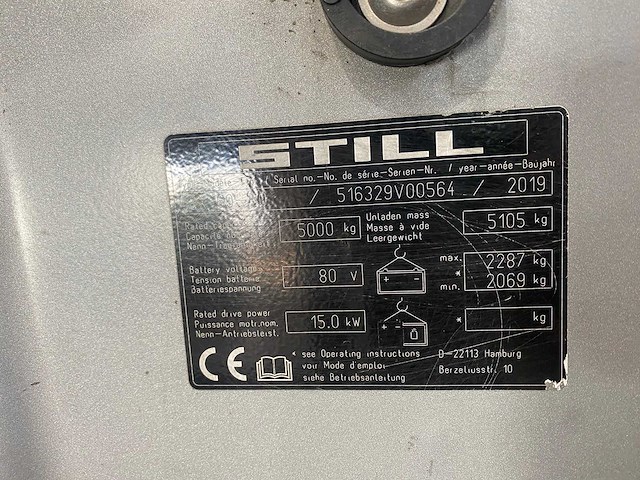 STILL
/ Serial no.-No. de série-Serien-Nr. / year-année-Baujahr
/ 516329V00564 / 2019
Rated
5000 kg
Unladen mass
Masse à vide
Leergewicht
5105 kg
Battery voltage
Tension batterie
Batteriespannung
80 V
max. 2287 kg
*
min. 2069 kg
Rated drive power
Puissance motr.nom.
Nenn-Antriebsleist.
15.0 kW
* kg
CE
* see Operating instructions
voir Mode d'emploi
siehe Betriebsanleitung
D-22113 Hamburg
Berzeliusstr. 10